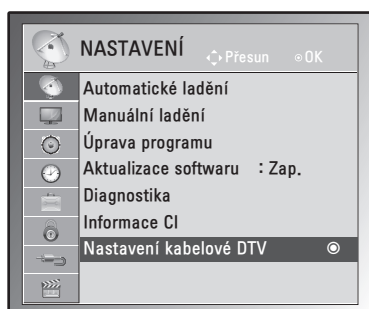 NASTAVENÍ Přesun OK
Automatické ladění
Manuální ladění
Úprava programu
Aktualizace softwaru : Zap.
Diagnostika
Informace CI
Nastavení kabelové DTV